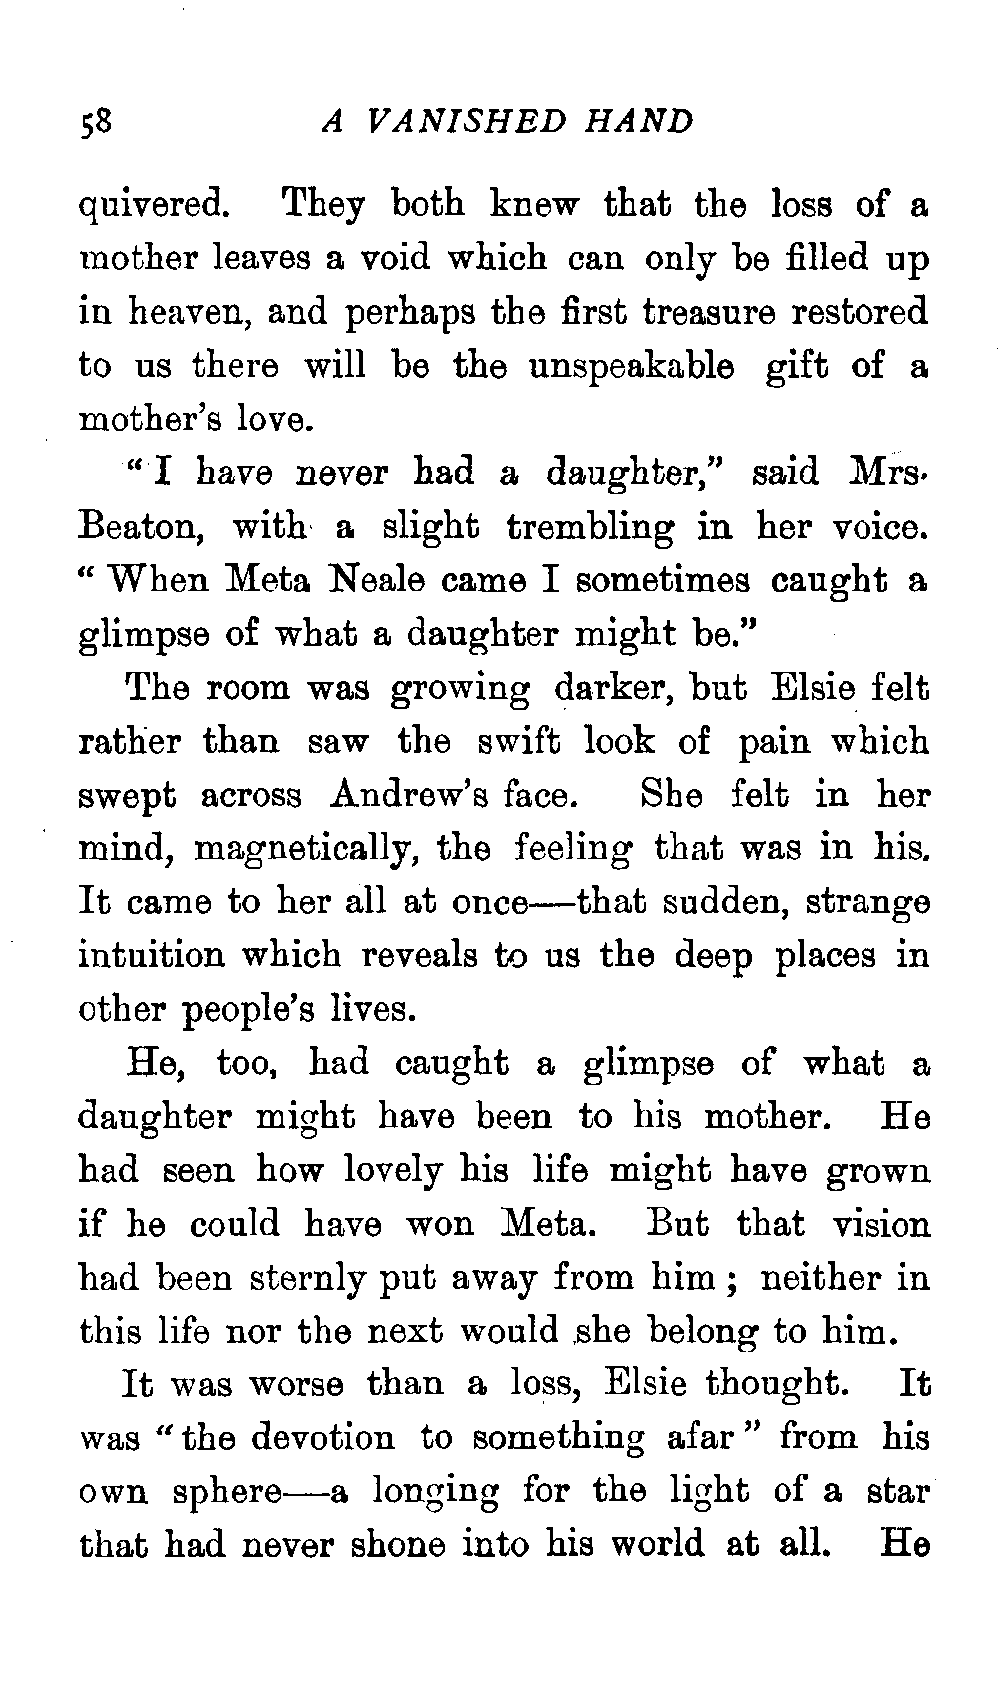 58 A VANISHED HAND
quivered. They both knew that the loss of a
mother leaves a void which can only be filled up
in heaven, and perhaps the first treasure restored
to us there will be the unspeakable gift of a
mother's love.
“I have never had a daughter,” said Mrs.
Beaton, with a slight trembling in her voice.
“When Meta Neale came I sometimes caught a
glimpse of what a daughter might be.”
The room was growing darker, but Elsie felt
rather than saw the swift look of pain which
swept across Andrew's face. She felt in her
mind, magnetically, the feeling that was in his.
It came to her all at once—that sudden, strange
intuition which reveals to us the deep places in
other people's lives.
He, too, had caught a glimpse of what a
daughter might have been to his mother. He
had seen how lovely his life might have grown
if he could have won Meta. But that vision
had been sternly put away from him; neither in
this life nor the next would she belong to him.
It was worse than a loss, Elsie thought. It
was “the devotion to something afar” from his
own sphere—a longing for the light of a star
that had never shone into his world at all. He